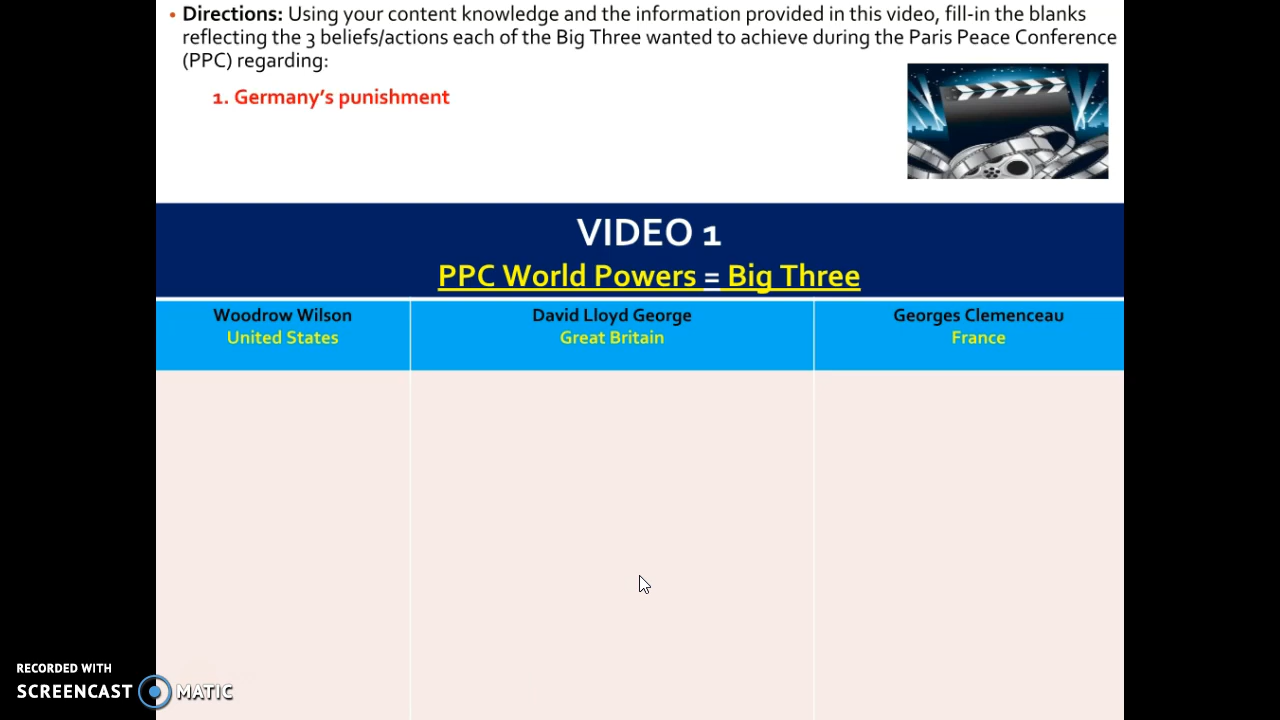 • Directions: Using your content knowledge and the information provided in this video, fill-in the blanks
reflecting the 3 beliefs/actions each of the Big Three wanted to achieve during the Paris Peace Conference
(PPC) regarding:
1. Germany's punishment
VIDEO 1
PPC World Powers = Big Three
Woodrow Wilson
United States
David Lloyd George
Great Britain
Georges Clemenceau
France
RECORDED WITH
SCREENCAST MATIC